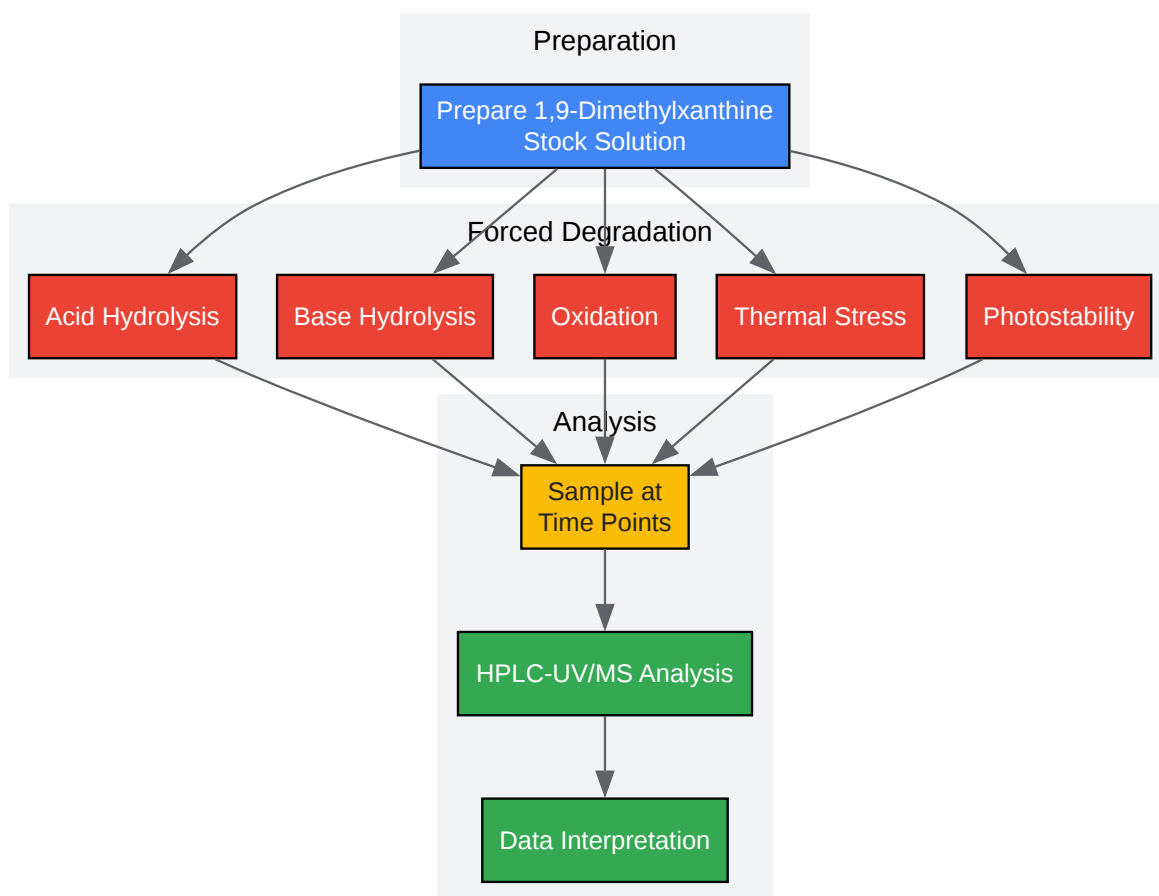 Preparation
Prepare 1,9-Dimethylxanthine
Stock Solution
Forced Degradation
Acid Hydrolysis
Base Hydrolysis
Oxidation
Thermal Stress
Photostability
Analysis
Sample at
Time Points
HPLC-UV/MS Analysis
Data Interpretation